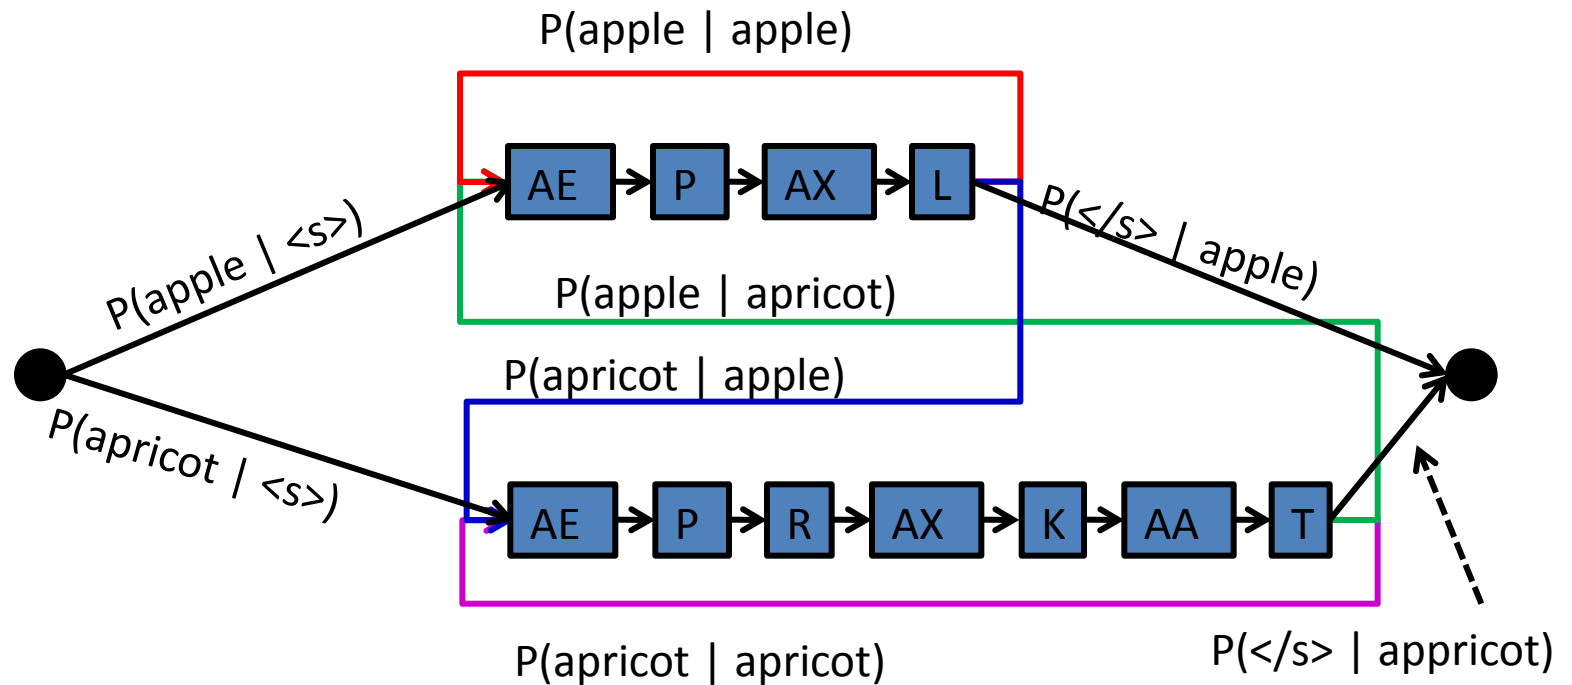 P(apple | apple)
AE P AX L
P(apple | <s>)
P(</s> | apple)
P(apple | apricot)
P(apricot | apple)
P(apricot | <s>)
AE P R AX K AA T
P(apricot | apricot)
P(</s> | appricot)